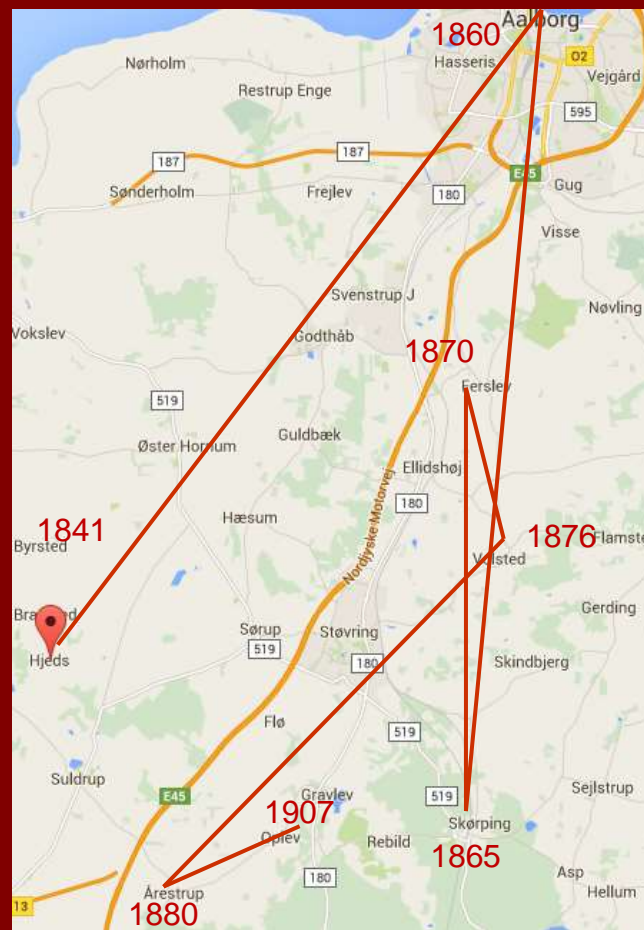 Aalborg
1860
Hasseris
O2
Nørholm
Vejgård
Restrup Enge
595
187
187
E45
Sønderholm
Frejlev
180
Gug
Visse
Svenstrup J
Nøvling
Vokslev
Godthåb
1870
Ferslev
519
Guldbæk
Øster Hornum
Ellidshøj
180
Hæsum
Nordjyske Motorvej
1841
1876
Flamste
Byrsted
Volsted
Gerding
Sørup
Støvring
519
180
Skindbjerg
Hjeds
Flø
519
Suldrup
Sejlstrup
E45
Gravlev
519
1907
Oplev
Rebild
Skørping
1865
Asp
180
Årestrup
Hellum
13
1880